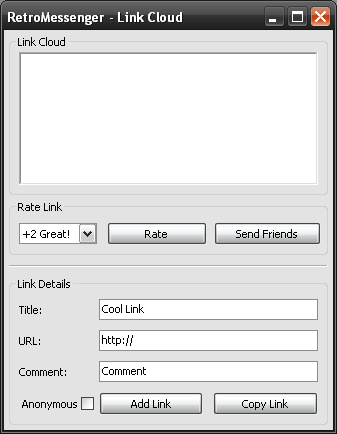 RetroMessenger - Link Cloud
Link Cloud
Rate Link
+2 Great! Rate Send Friends
Link Details
Title: Cool Link
URL: http://
Comment: Comment
Anonymous Add Link Copy Link